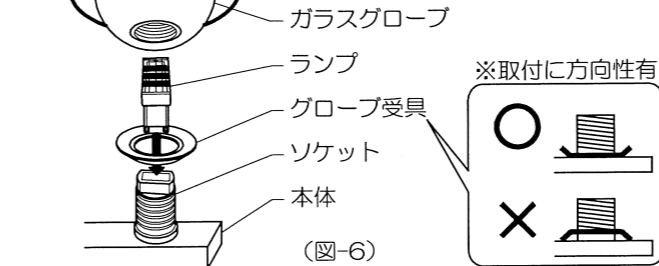 ガラスグローブ
ランプ
※取付に方向性有
グローブ受具
ソケット
本体
(図-6)